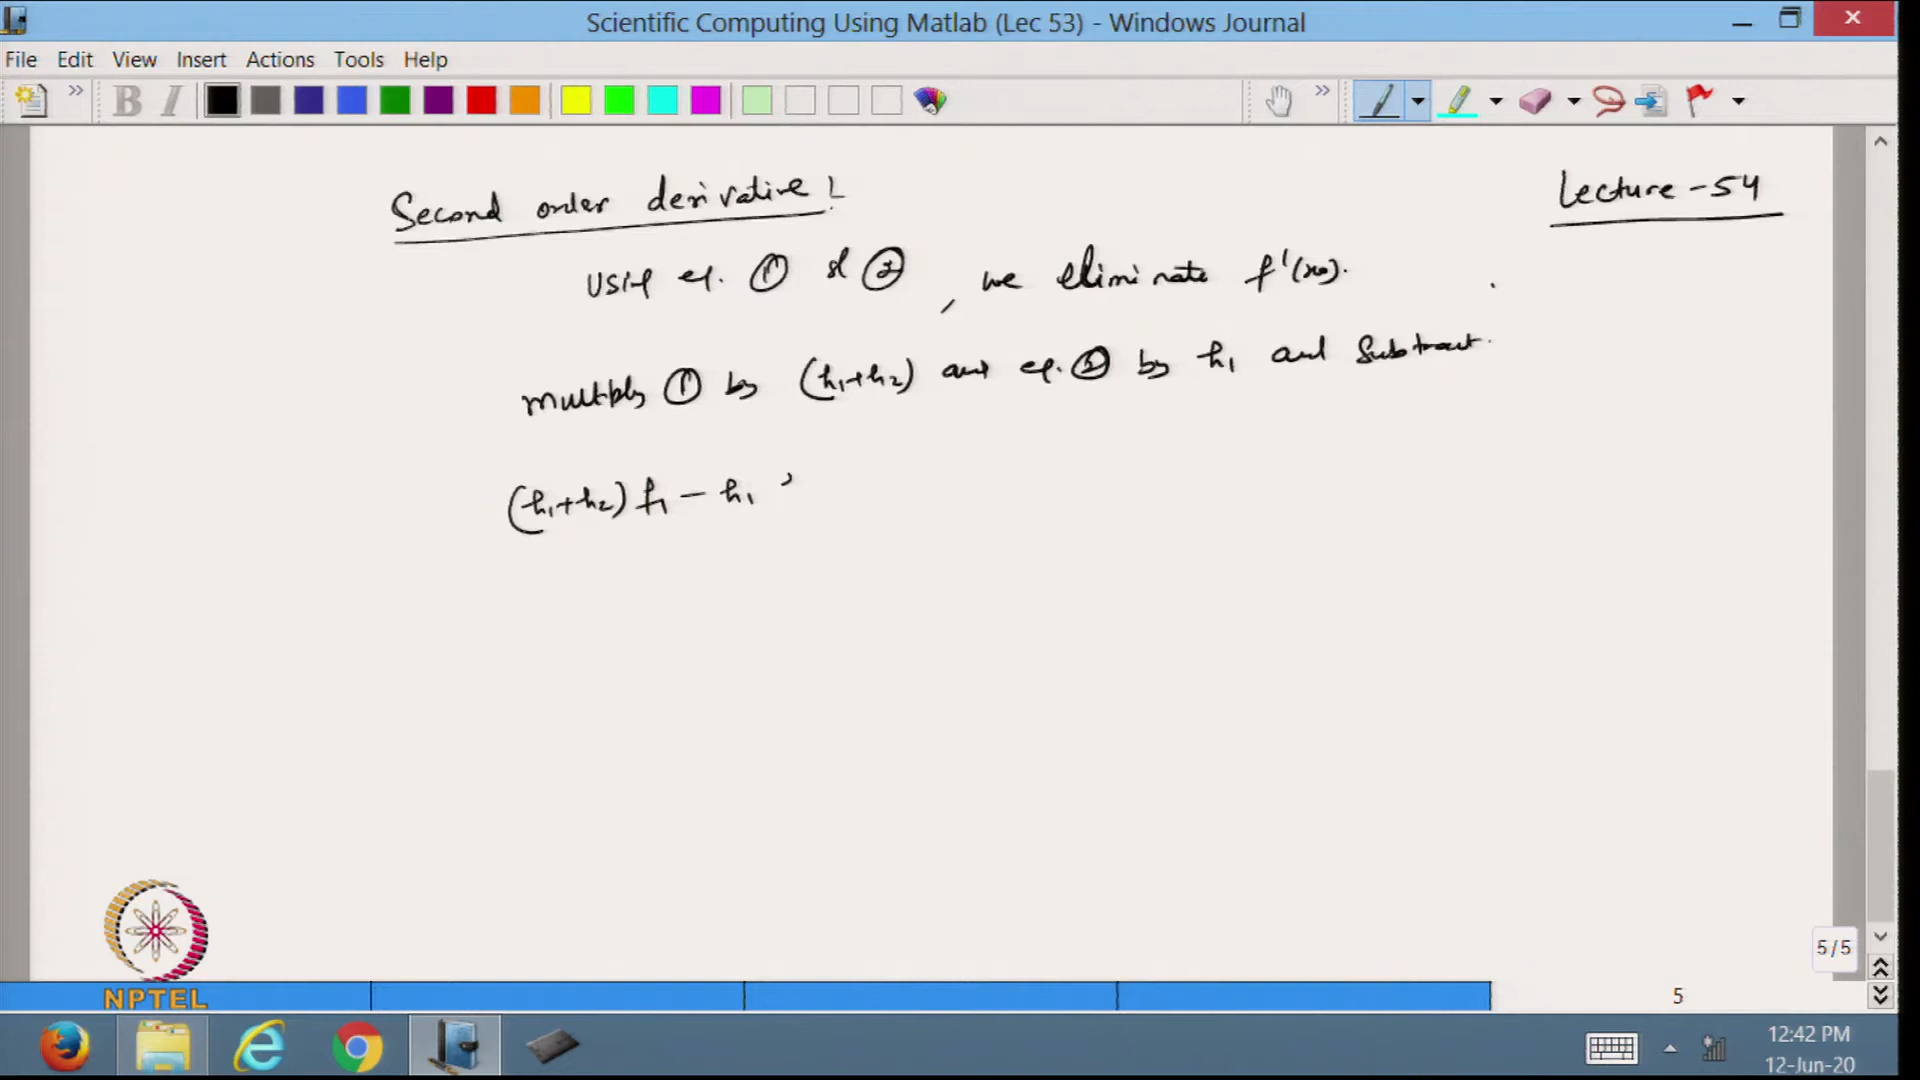 Scientific Computing Using Matlab (Lec 53) - Windows Journal
File Edit View Insert Actions Tools Help
B I
Lecture - 54
Second order derivative :
Using eq. ① & ② , we eliminate f'(x₀).
multiply ① by (h₁+h₂) and eq. ② by h₁ and subtract.
(h₁+h₂) f₁ - h₁
5/5
NPTEL
5
12:42 PM
12-Jun-20